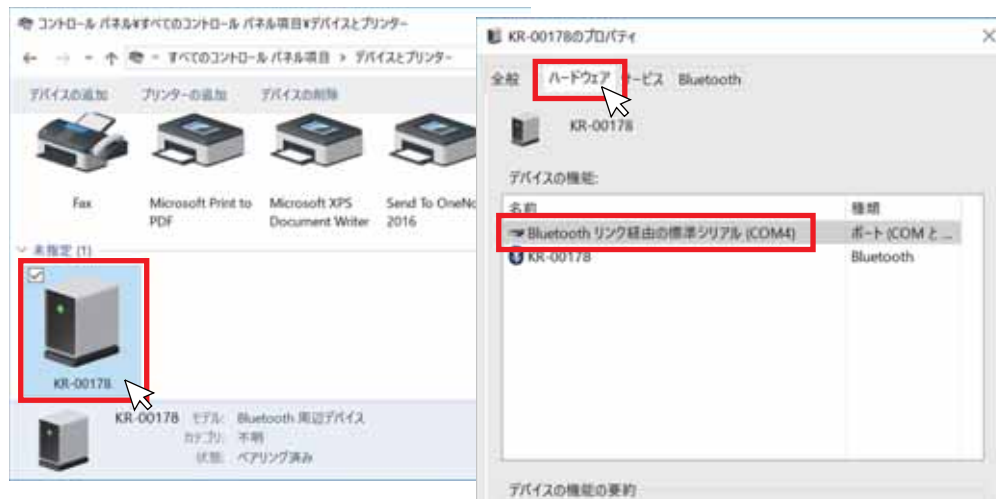 コントロール パネル¥すべてのコントロール パネル項目¥デバイスとプリンター
すべてのコントロール パネル項目 > デバイスとプリンター
デバイスの追加 プリンターの追加 デバイスの削除
Fax
Microsoft Print to PDF
Microsoft XPS Document Writer
Send To OneNo 2016
未指定 (1)
KR-00178
KR-00178 モデル: Bluetooth 周辺デバイス
カテゴリ: 不明
状態: ペアリング済み
KR-00178のプロパティ
全般 ハードウェア サービス Bluetooth
KR-00178
デバイスの機能:
名前 種類
Bluetooth リンク経由の標準シリアル (COM4) ポート (COM と ...
KR-00178 Bluetooth
デバイスの機能の要約